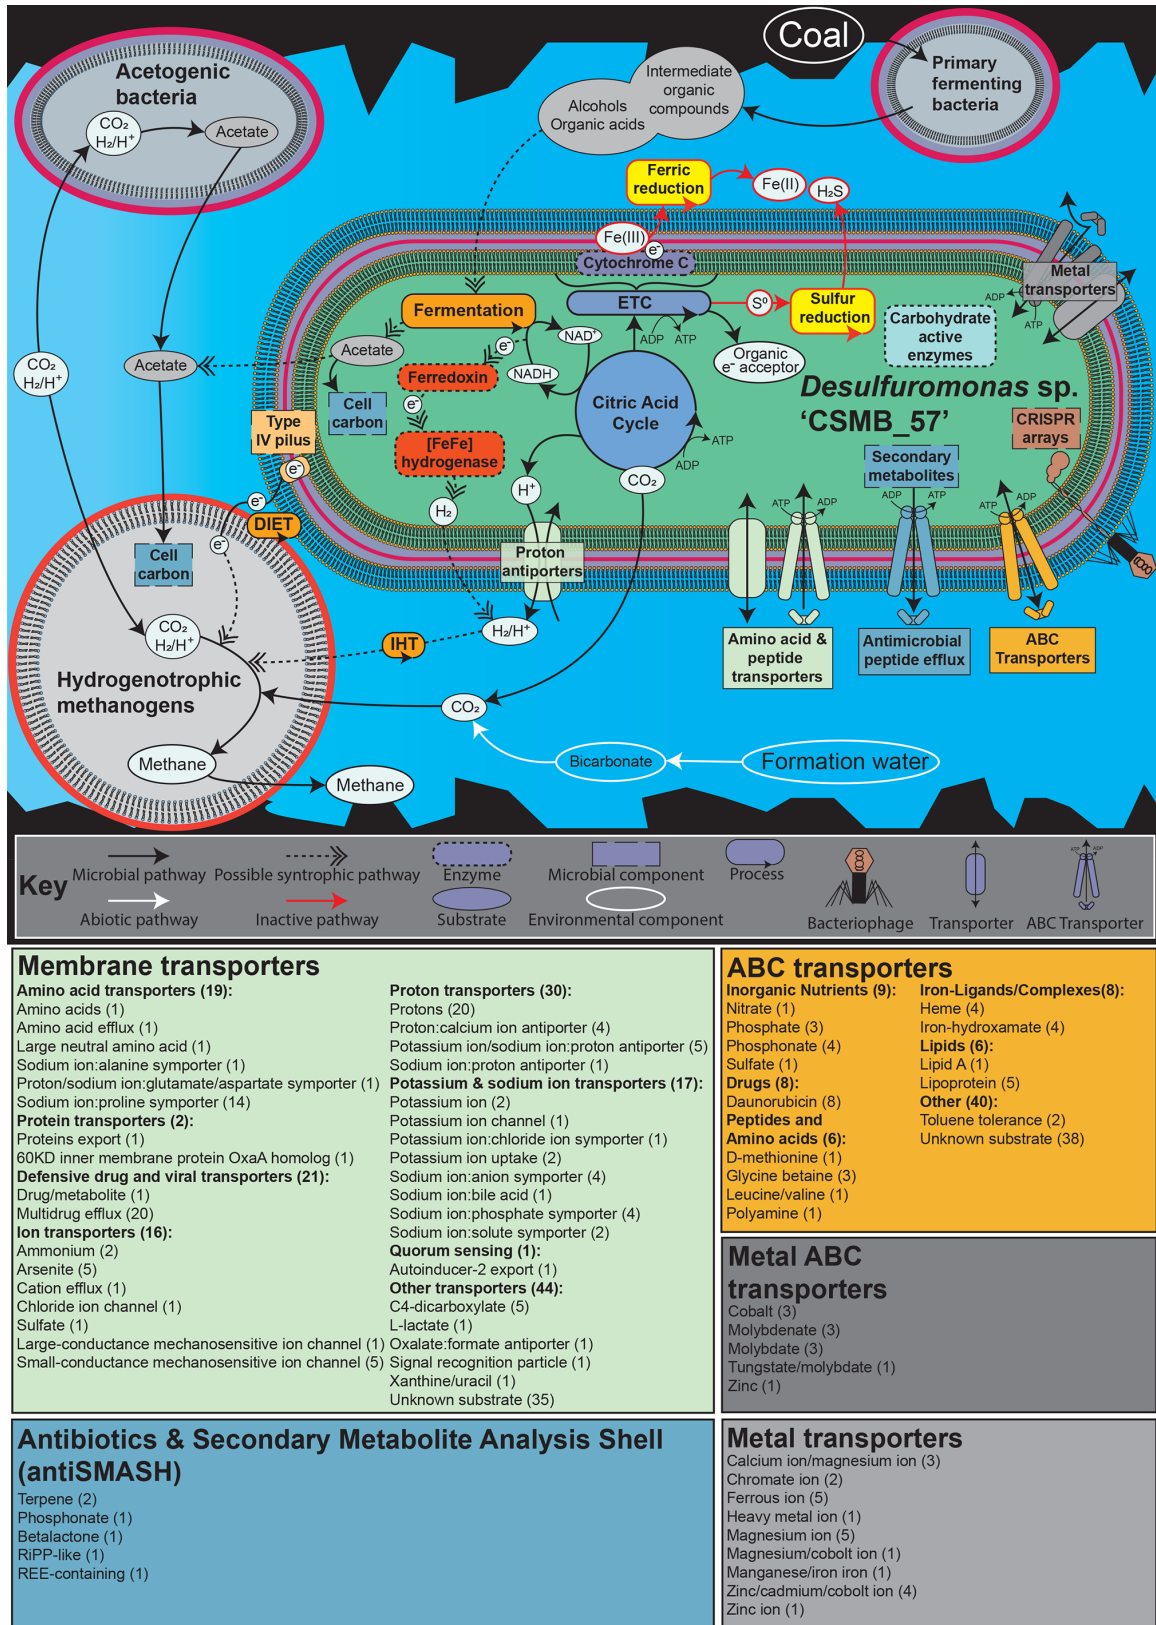 Coal
Acetogenic
bacteria
CO₂
H₂/H⁺
Acetate
Intermediate
organic
compounds
Alcohols
Organic acids
Primary
fermenting
bacteria
Ferric
reduction
Fe(II)
H₂S
Fe(III)
e⁻
Cytochrome C
Metal
transporters
ADP
ATP
Fermentation
ETC
S⁰
Sulfur
reduction
Carbohydrate
active
enzymes
NAD⁺
e⁻
ADP
ATP
Acetate
Organic
e⁻ acceptor
CO₂
H₂/H⁺
Acetate
Ferredoxin
NADH
e⁻
Cell
carbon
Citric Acid
Cycle
Desulfuromonas sp.
'CSMB_57'
Type
IV pilus
[FeFe]
hydrogenase
ATP
ADP
CRISPR
arrays
Secondary
metabolites
e⁻
e⁻
H⁺
CO₂
H₂
ADP
ATP
ADP
ATP
ATP
ADP
DIET
e⁻
Cell
carbon
Proton
antiporters
CO₂
H₂/H⁺
IHT
H₂/H⁺
Amino acid &
peptide
transporters
Antimicrobial
peptide efflux
ABC
Transporters
Hydrogenotrophic
methanogens
CO₂
Methane
Methane
Bicarbonate
Formation water
Key
Microbial pathway
Possible syntrophic pathway
Enzyme
Microbial component
Process
Abiotic pathway
Inactive pathway
Substrate
Environmental component
Bacteriophage
Transporter
ATP
ADP
ABC Transporter
Membrane transporters
Amino acid transporters (19):
Amino acids (1)
Amino acid efflux (1)
Large neutral amino acid (1)
Sodium ion:alanine symporter (1)
Proton/sodium ion:glutamate/aspartate symporter (1)
Sodium ion:proline symporter (14)
Protein transporters (2):
Proteins export (1)
60KD inner membrane protein OxaA homolog (1)
Defensive drug and viral transporters (21):
Drug/metabolite (1)
Multidrug efflux (20)
Ion transporters (16):
Ammonium (2)
Arsenite (5)
Cation efflux (1)
Chloride ion channel (1)
Sulfate (1)
Large-conductance mechanosensitive ion channel (1)
Small-conductance mechanosensitive ion channel (5)
Proton transporters (30):
Protons (20)
Proton:calcium ion antiporter (4)
Potassium ion/sodium ion:proton antiporter (5)
Sodium ion:proton antiporter (1)
Potassium & sodium ion transporters (17):
Potassium ion (2)
Potassium ion channel (1)
Potassium ion:chloride ion symporter (1)
Potassium ion uptake (2)
Sodium ion:anion symporter (4)
Sodium ion:bile acid (1)
Sodium ion:phosphate symporter (4)
Sodium ion:solute symporter (2)
Quorum sensing (1):
Autoinducer-2 export (1)
Other transporters (44):
C4-dicarboxylate (5)
L-lactate (1)
Oxalate:formate antiporter (1)
Signal recognition particle (1)
Xanthine/uracil (1)
Unknown substrate (35)
ABC transporters
Inorganic Nutrients (9):
Nitrate (1)
Phosphate (3)
Phosphonate (4)
Sulfate (1)
Drugs (8):
Daunorubicin (8)
Peptides and
Amino acids (6):
D-methionine (1)
Glycine betaine (3)
Leucine/valine (1)
Polyamine (1)
Iron-Ligands/Complexes(8):
Heme (4)
Iron-hydroxamate (4)
Lipids (6):
Lipid A (1)
Lipoprotein (5)
Other (40):
Toluene tolerance (2)
Unknown substrate (38)
Metal ABC
transporters
Cobalt (3)
Molybdenate (3)
Molybdate (3)
Tungstate/molybdate (1)
Zinc (1)
Antibiotics & Secondary Metabolite Analysis Shell
(antiSMASH)
Terpene (2)
Phosphonate (1)
Betalactone (1)
RiPP-like (1)
REE-containing (1)
Metal transporters
Calcium ion/magnesium ion (3)
Chromate ion (2)
Ferrous ion (5)
Heavy metal ion (1)
Magnesium ion (5)
Magnesium/cobolt ion (1)
Manganese/iron iron (1)
Zinc/cadmium/cobolt ion (4)
Zinc ion (1)